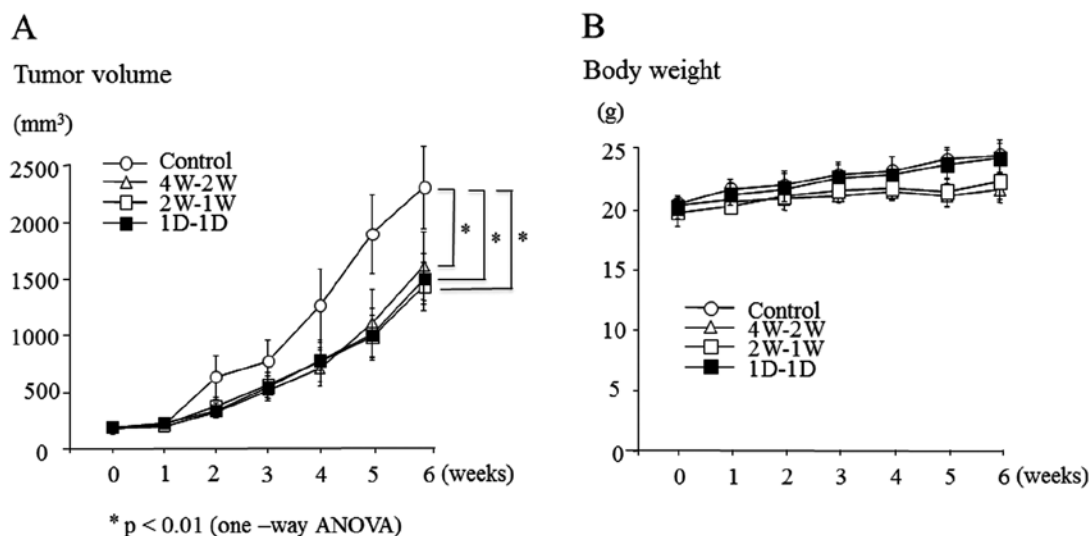 A
Tumor volume
(mm³)
2500
2000
1500
1000
500
0
Control
4W-2W
2W-1W
1D-1D
*
*
*
0 1 2 3 4 5 6 (weeks)
* p < 0.01 (one –way ANOVA)
B
Body weight
(g)
25
20
15
10
5
0
Control
4W-2W
2W-1W
1D-1D
0 1 2 3 4 5 6 (weeks)